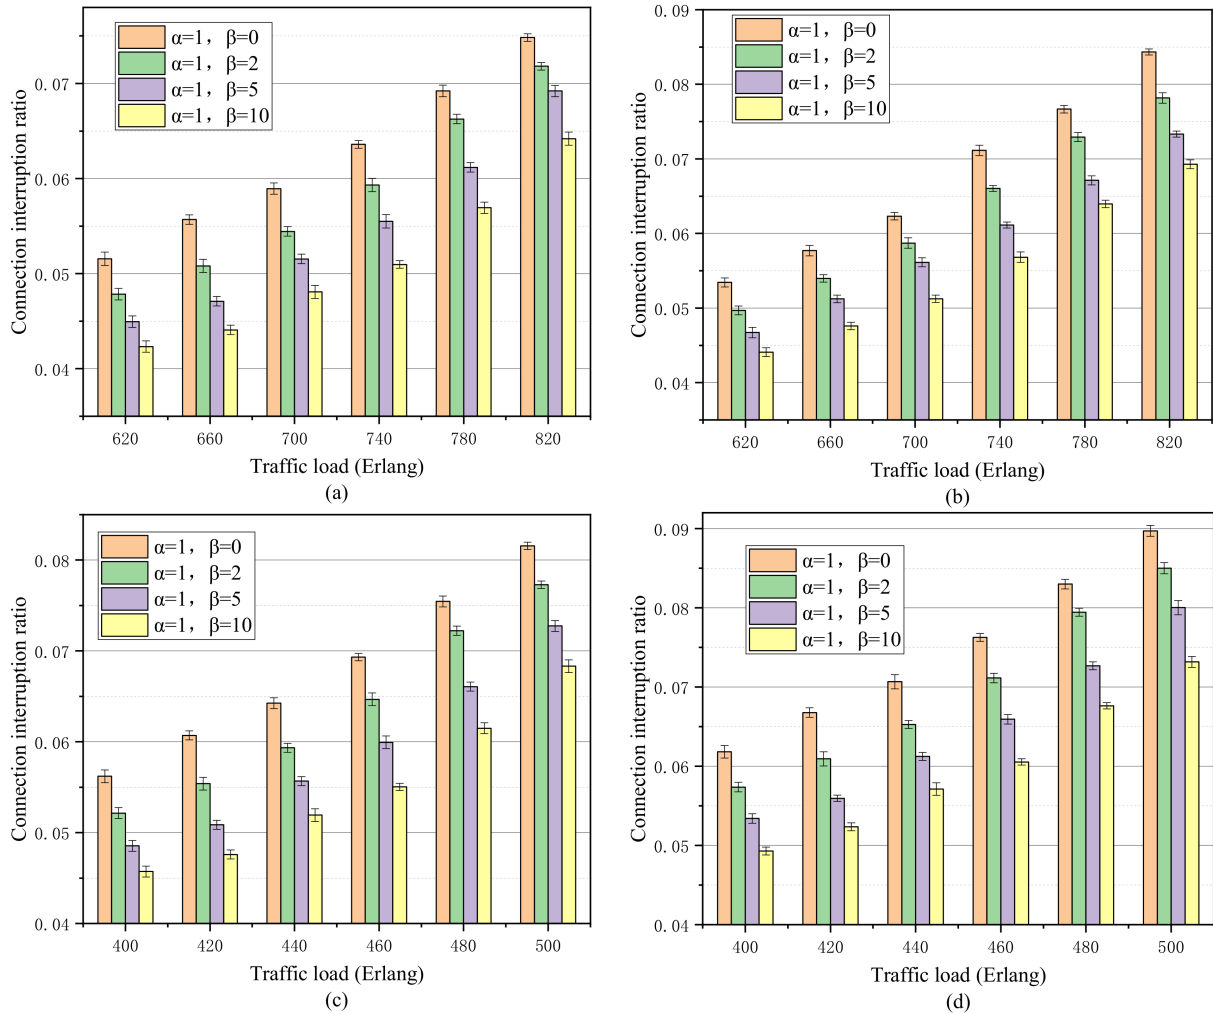 Connection interruption ratio
0.07
0.06
0.05
0.04
α=1, β=0
α=1, β=2
α=1, β=5
α=1, β=10
620 660 700 740 780 820
Traffic load (Erlang)
(a)
Connection interruption ratio
0.09
0.08
0.07
0.06
0.05
0.04
α=1, β=0
α=1, β=2
α=1, β=5
α=1, β=10
620 660 700 740 780 820
Traffic load (Erlang)
(b)
Connection interruption ratio
0.08
0.07
0.06
0.05
0.04
α=1, β=0
α=1, β=2
α=1, β=5
α=1, β=10
400 420 440 460 480 500
Traffic load (Erlang)
(c)
Connection interruption ratio
0.09
0.08
0.07
0.06
0.05
0.04
α=1, β=0
α=1, β=2
α=1, β=5
α=1, β=10
400 420 440 460 480 500
Traffic load (Erlang)
(d)